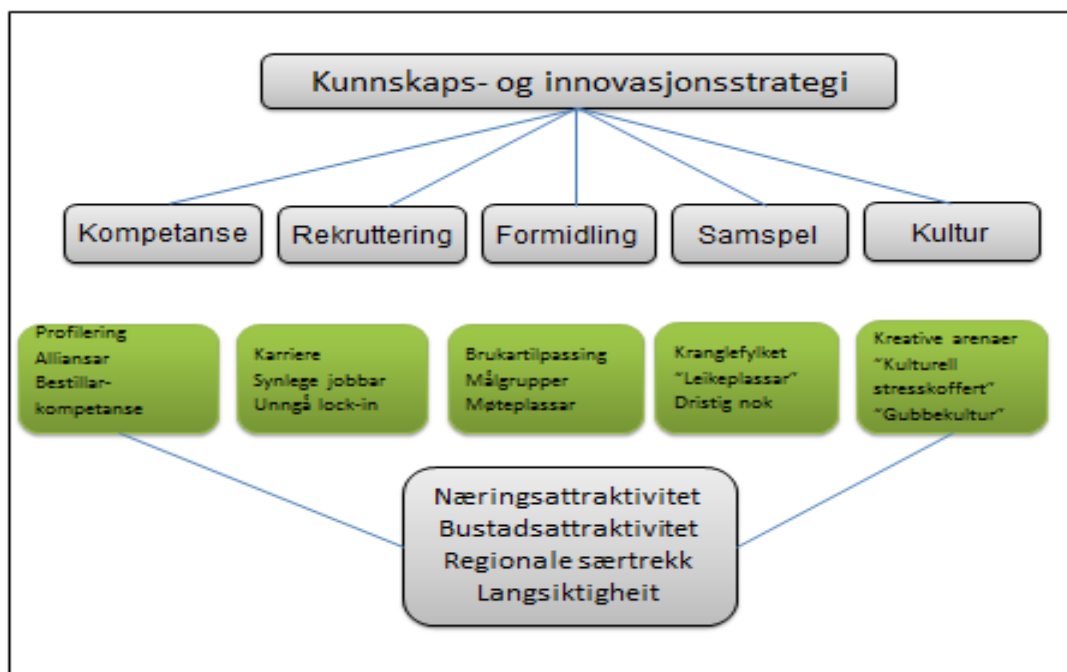 Kunnskaps- og innovasjonsstrategi
Kompetanse
Rekruttering
Formidling
Samspel
Kultur
Profilering
Alliansar
Bestillar-
kompetanse
Karriere
Synlege jobbar
Unngå lock-in
Brukartilpassing
Målgrupper
Møteplassar
Kranglefylket
“Leikeplassar”
Dristig nok
Kreative arenaer
“Kulturell
stresskoffert”
“Gubbekultur”
Næringsattraktivitet
Bustadsattraktivitet
Regionale særtrekk
Langsiktigheit